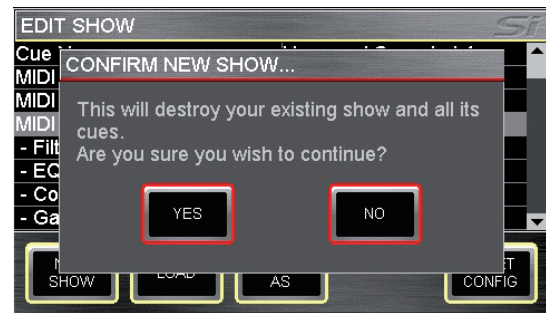 EDIT SHOW
Si
Cue
CONFIRM NEW SHOW...
MIDI
MIDI
MIDI
This will destroy your existing show and all its
cues.
Are you sure you wish to continue?
- Filt
- EQ
- Co
- Ga
YES
NO
SHOW
LOAD
AS
CONFIG